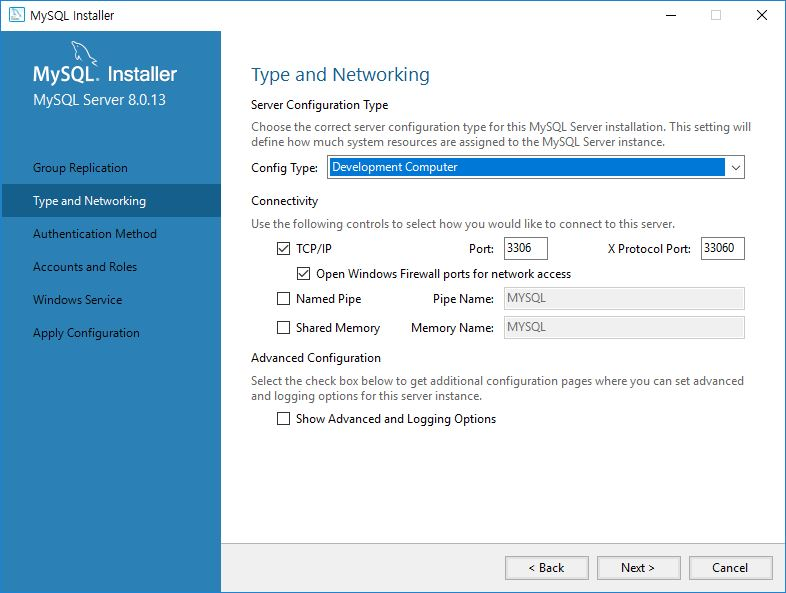 MySQL Installer
MySQL. Installer
MySQL Server 8.0.13
Group Replication
Type and Networking
Authentication Method
Accounts and Roles
Windows Service
Apply Configuration
Type and Networking
Server Configuration Type
Choose the correct server configuration type for this MySQL Server installation. This setting will
define how much system resources are assigned to the MySQL Server instance.
Config Type: Development Computer
Connectivity
Use the following controls to select how you would like to connect to this server.
TCP/IP Port: 3306 X Protocol Port: 33060
Open Windows Firewall ports for network access
Named Pipe Pipe Name: MYSQL
Shared Memory Memory Name: MYSQL
Advanced Configuration
Select the check box below to get additional configuration pages where you can set advanced
and logging options for this server instance.
Show Advanced and Logging Options
< Back Next > Cancel